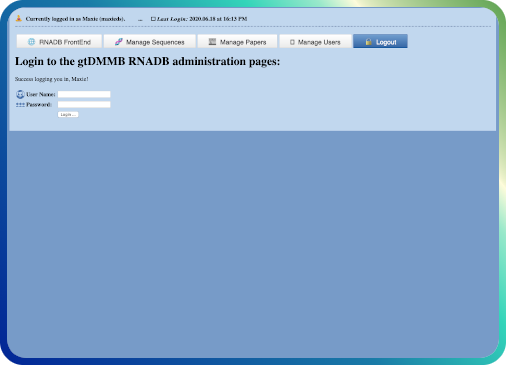 Currently logged in as Maxie (maxieds). ... Last Login: 2020.06.18 at 16:13 PM
RNADB FrontEnd Manage Sequences Manage Papers Manage Users Logout
Login to the gtDMMB RNADB administration pages:
Success logging you in, Maxie!
User Name:
Password:
Login ...